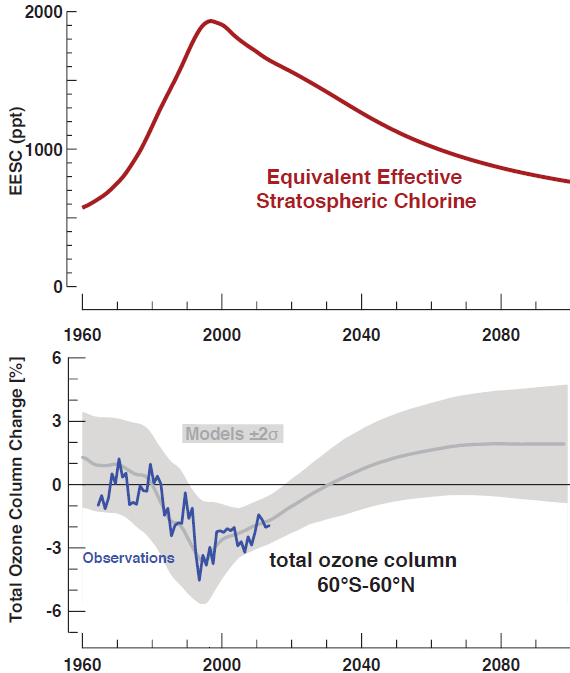 2000
1000
0
EESC (ppt)
Equivalent Effective
Stratospheric Chlorine
1960 2000 2040 2080
6
3
0
-3
-6
Total Ozone Column Change [%]
Models ±2σ
Observations
total ozone column
60°S-60°N
1960 2000 2040 2080